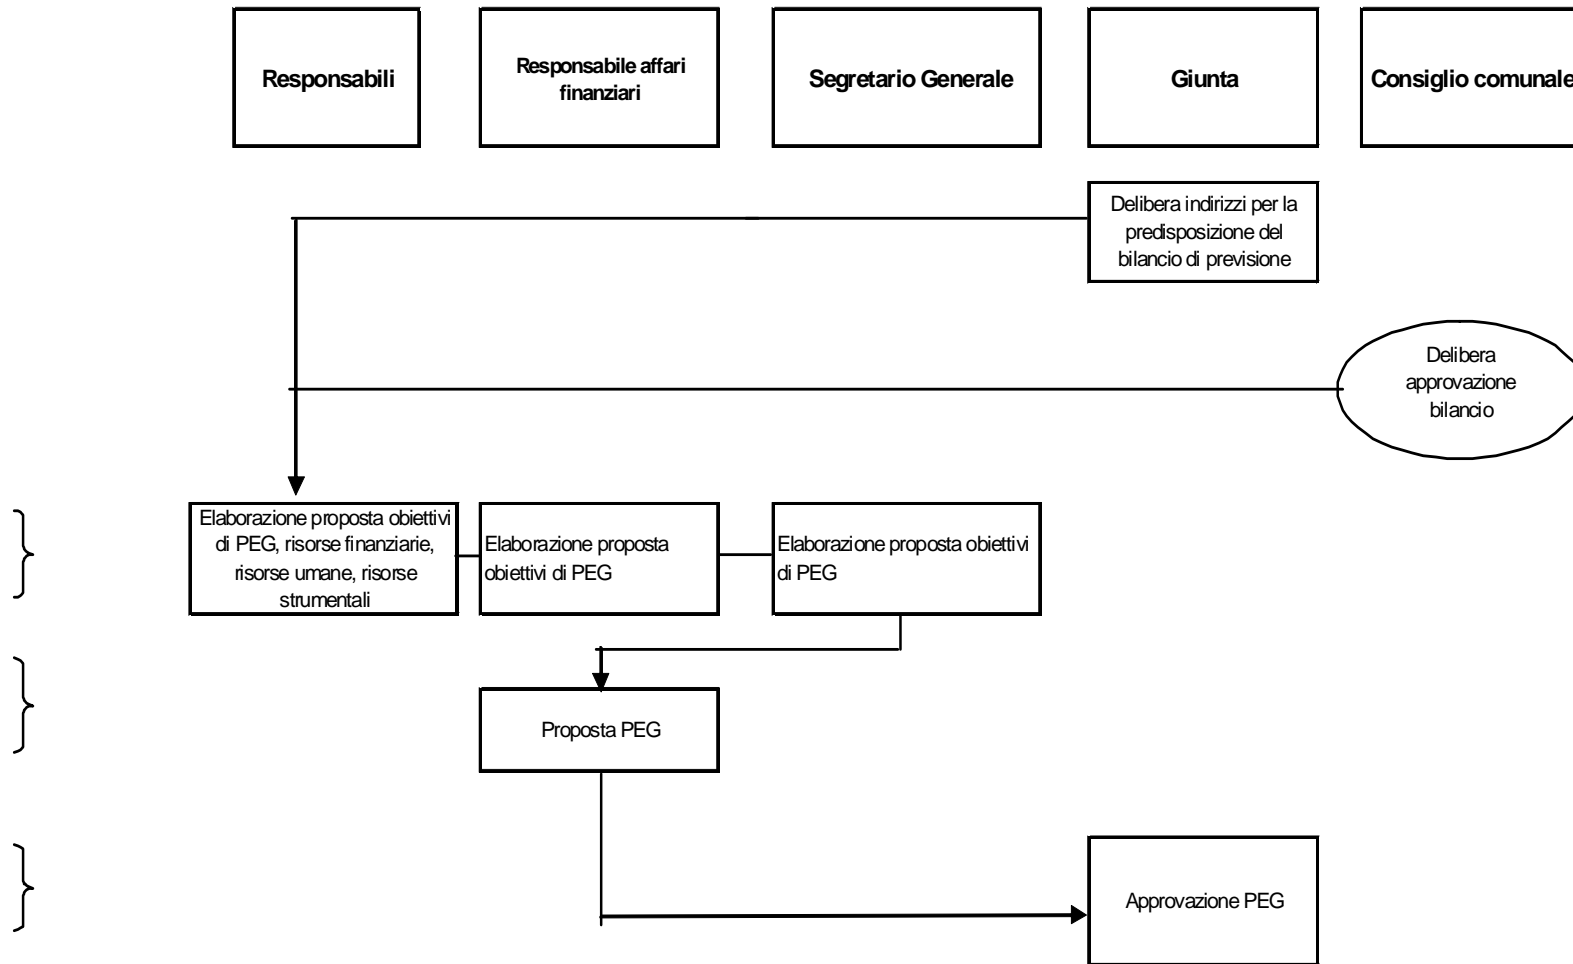 Responsabili
Responsabile affari
finanziari
Segretario Generale
Giunta
Consiglio comunale
Delibera indirizzi per la
predisposizione del
bilancio di previsione
Delibera
approvazione
bilancio
Elaborazione proposta obiettivi
di PEG, risorse finanziarie,
risorse umane, risorse
strumentali
Elaborazione proposta
obiettivi di PEG
Elaborazione proposta obiettivi
di PEG
Proposta PEG
Approvazione PEG